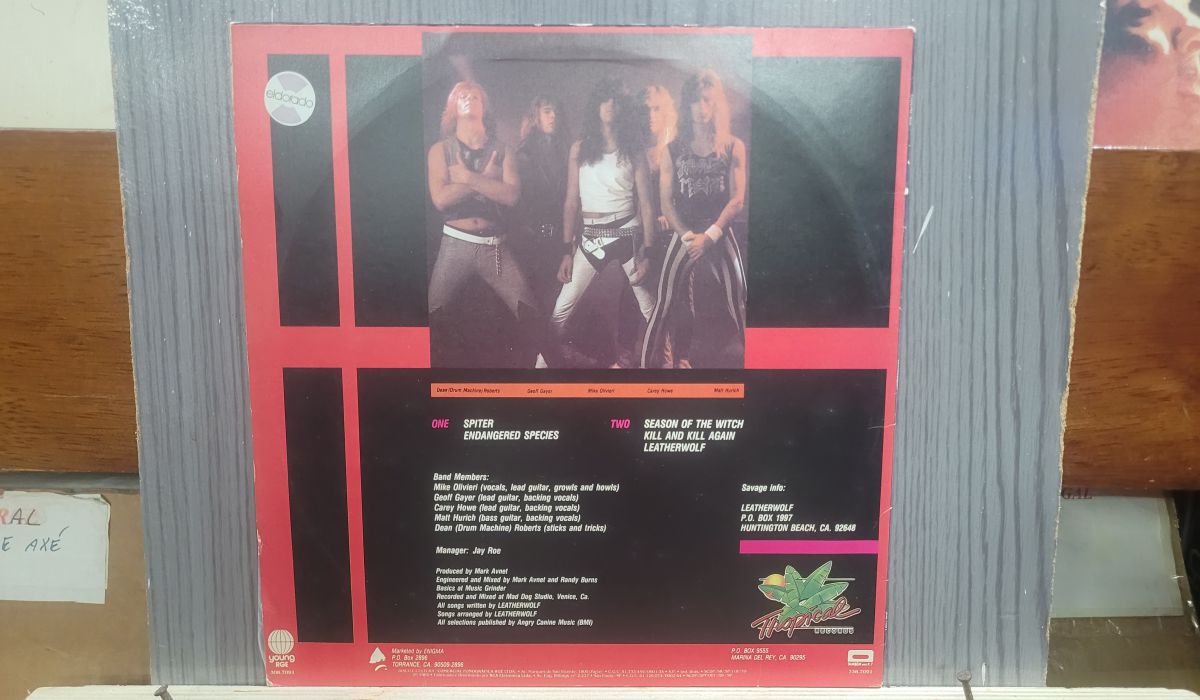 eldorado
Dean (Drum Machine) Roberts Geoff Gayer Mike Olivieri Carey Howe Matt Hurich
ONE SPITER
ENDANGERED SPECIES
TWO SEASON OF THE WITCH
KILL AND KILL AGAIN
LEATHERWOLF
Band Members:
Mike Olivieri (vocals, lead guitar, growls and howls)
Geoff Gayer (lead guitar, backing vocals)
Carey Howe (lead guitar, backing vocals)
Matt Hurich (bass guitar, backing vocals)
Dean (Drum Machine) Roberts (sticks and tricks)
Manager: Jay Roe
Produced by Mark Avnet
Engineered and Mixed by Mark Avnet and Randy Burns
Basics at Music Grinder
Recorded and Mixed at Mad Dog Studio, Venice, Ca.
All songs written by LEATHERWOLF
Songs arranged by LEATHERWOLF
All selections published by Angry Canine Music (BMI)
Savage info:
LEATHERWOLF
P.O. BOX 1997
HUNTINGTON BEACH, CA. 92648
Tropical
RECORDS
young
RGE
Marketed by ENIGMA
P.O. Box 2896
TORRANCE, CA 90509-2896
P.O. BOX 9555
MARINA DEL REY, CA 90295
RAL
E AXÉ
GAL